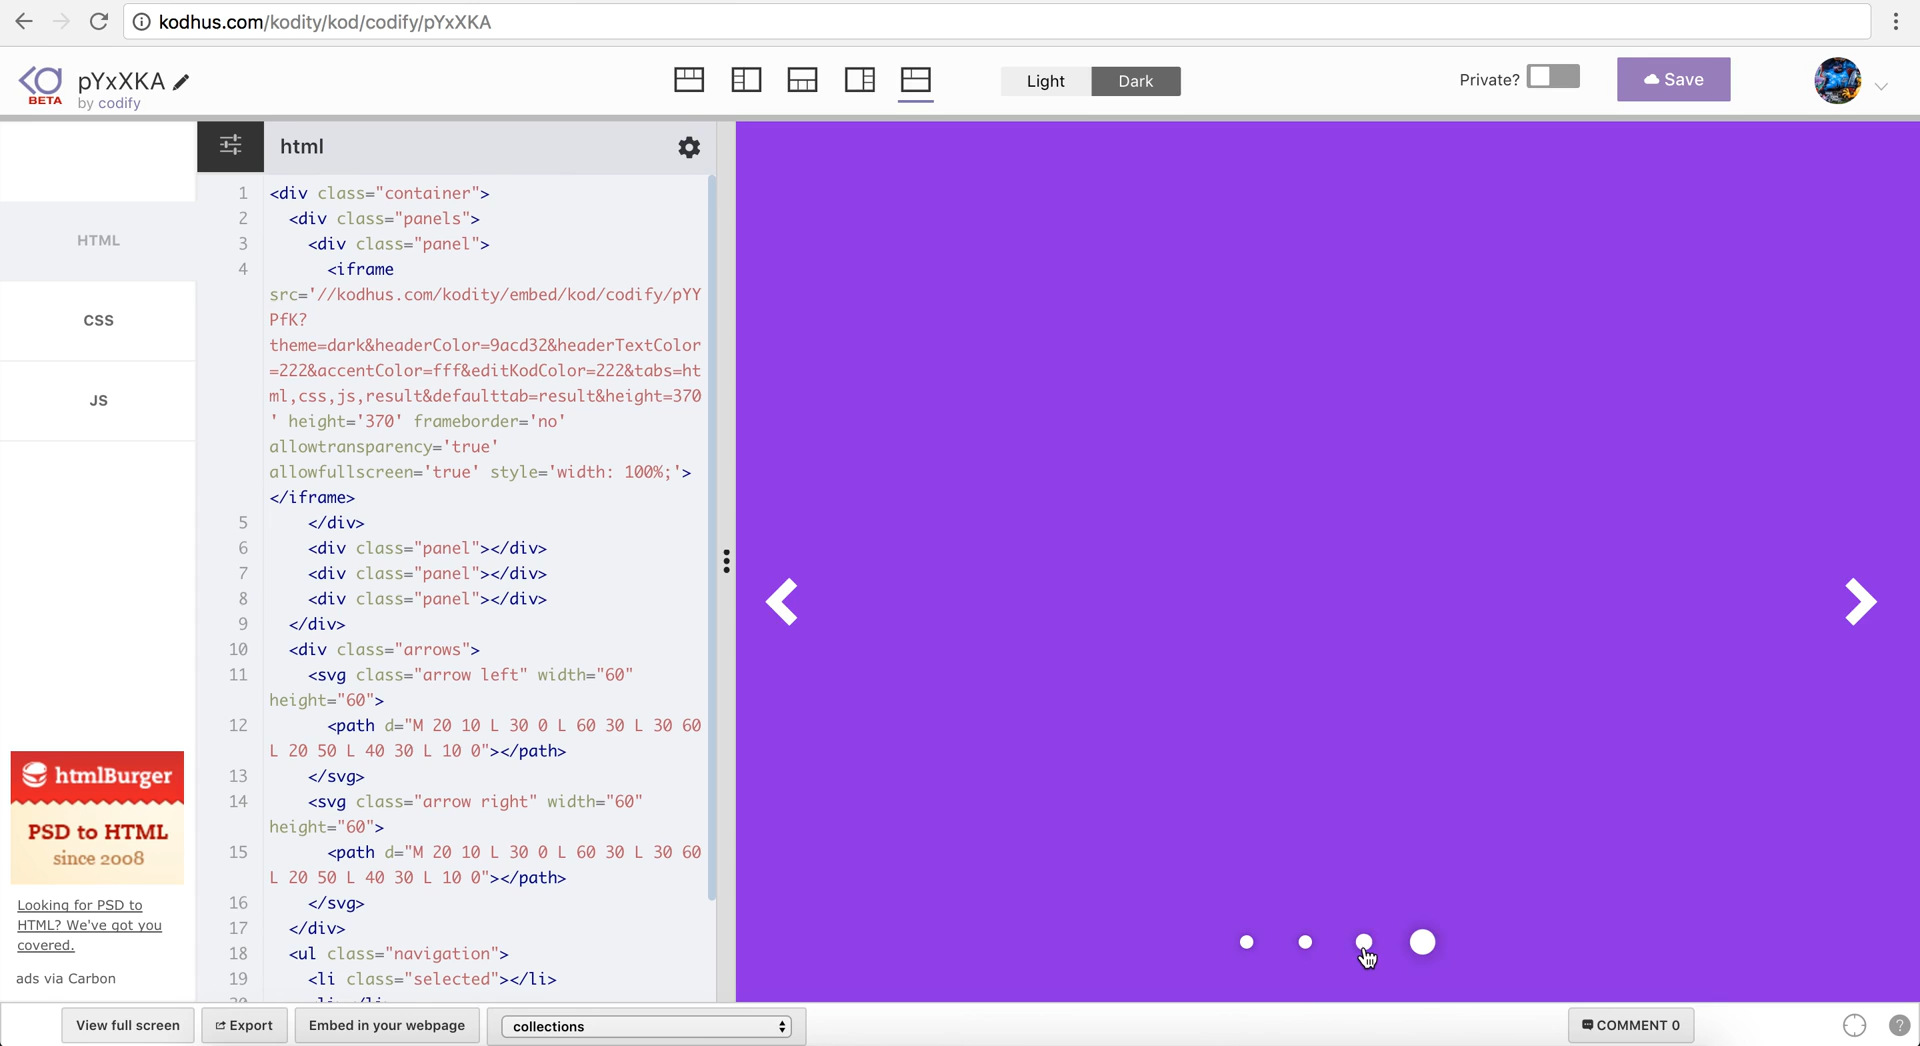 kodhus.com/kodity/kod/codify/pYxXKA
pYxXKA
BETA
by codify
Light
Dark
Private?
Save
html
HTML
CSS
JS
1 <div class="container">
2 <div class="panels">
3 <div class="panel">
4 <iframe
src='//kodhus.com/kodity/embed/kod/codify/pYY
PfK?
theme=dark&headerColor=9acd32&headerTextColor
=222&accentColor=fff&editKodColor=222&tabs=ht
ml,css,js,result&defaulttab=result&height=370
' height='370' frameborder='no'
allowtransparency='true'
allowfullscreen='true' style='width: 100%;'>
</iframe>
5 </div>
6 <div class="panel"></div>
7 <div class="panel"></div>
8 <div class="panel"></div>
9 </div>
10 <div class="arrows">
11 <svg class="arrow left" width="60"
height="60">
12 <path d="M 20 10 L 30 0 L 60 30 L 30 60
L 20 50 L 40 30 L 10 0"></path>
13 </svg>
14 <svg class="arrow right" width="60"
height="60">
15 <path d="M 20 10 L 30 0 L 60 30 L 30 60
L 20 50 L 40 30 L 10 0"></path>
16 </svg>
17 </div>
18 <ul class="navigation">
19 <li class="selected"></li>
htmlBurger
PSD to HTML
since 2008
Looking for PSD to
HTML? We've got you
covered.
ads via Carbon
View full screen
Export
Embed in your webpage
collections
COMMENT 0
?